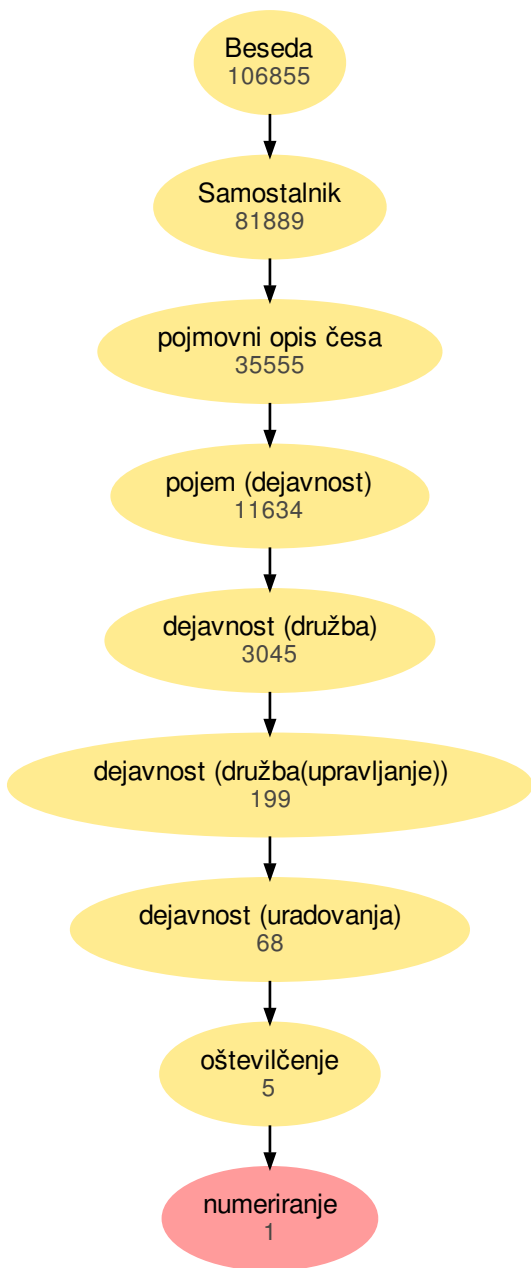 Beseda
106855
Samostalnik
81889
pojmovni opis česa
35555
pojem (dejavnost)
11634
dejavnost (družba)
3045
dejavnost (družba(upravljanje))
199
dejavnost (uradovanja)
68
oštevilčenje
5
numeriranje
1